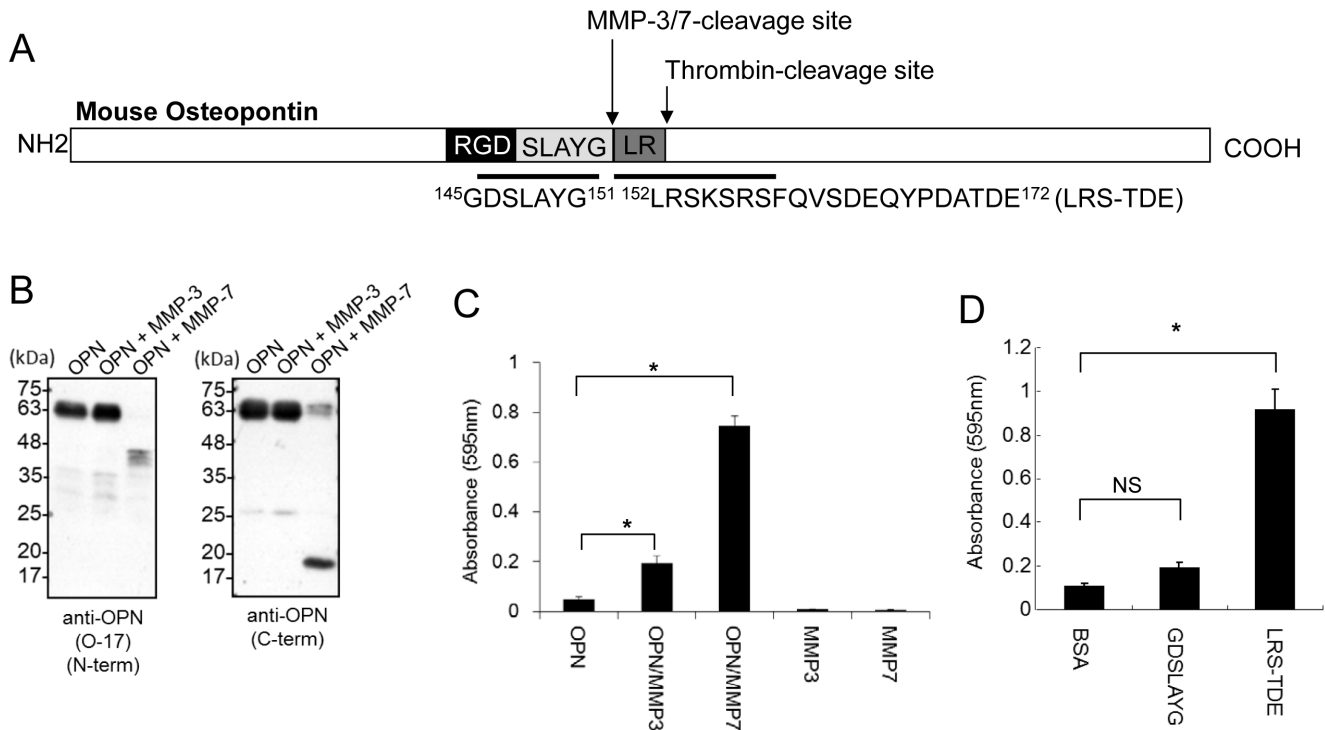 A
MMP-3/7-cleavage site
Thrombin-cleavage site
Mouse Osteopontin
NH2 RGD SLAYG LR COOH
145GDSLAYG151 152LRSKSRSFQVSDEQYPDATDE172 (LRS-TDE)
B
OPN
OPN + MMP-3
OPN + MMP-7
(kDa)
75
63
48
35
25
20
17
anti-OPN
(O-17)
(N-term)
OPN
OPN + MMP-3
OPN + MMP-7
(kDa)
75
63
48
35
25
20
17
anti-OPN
(C-term)
C
Absorbance (595nm)
1
0.8
0.6
0.4
0.2
0
*
*
OPN
OPN/MMP3
OPN/MMP7
MMP3
MMP7
D
Absorbance (595nm)
1.2
1
0.8
0.6
0.4
0.2
0
*
NS
BSA
GDSLAYG
LRS-TDE